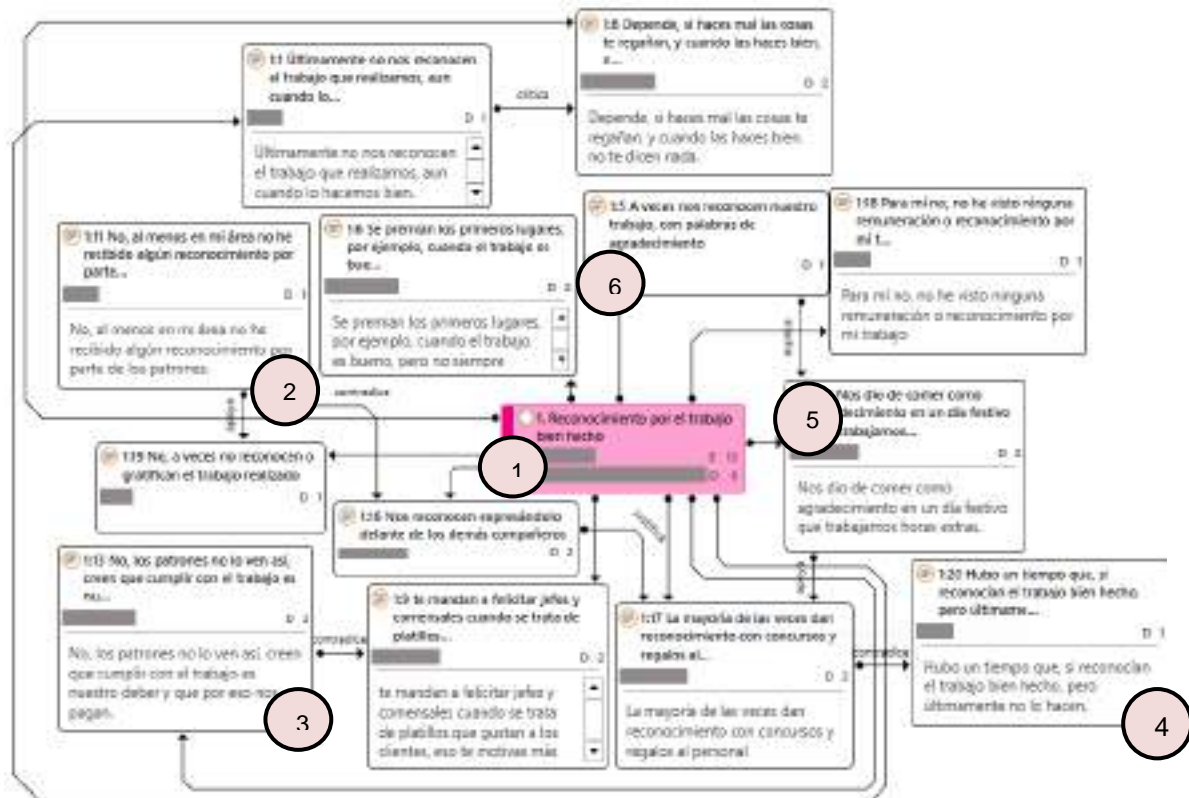 1:8 Depende, si haces mal las cosas
te regañan, y cuando las haces bien,
D 2
Depende, si haces mal las cosas te
regañan, y cuando las haces bien,
no te dicen nada.
1:1 Últimamente no nos reconocen
el trabajo que realizamos, aun
cuando lo...
D 1
Últimamente no nos reconocen
el trabajo que realizamos, aun
cuando lo hacemos bien.
critica
1:11 No, al menos en mi área no he
recibido algún reconocimiento por
parte...
D 1
No, al menos en mi área no he
recibido algún reconocimiento por
parte de los patrones.
1:6 Se premian los primeros lugares,
por ejemplo, cuando el trabajo es
bue...
D 2
Se premian los primeros lugares,
por ejemplo, cuando el trabajo
es bueno, pero no siempre
1:5 A veces nos reconocen nuestro
trabajo, con palabras de
agradecimiento
D 1
6
1:18 Para mí no, no he visto ninguna
remuneración o reconocimiento por
mi t...
D 1
Para mí no, no he visto ninguna
remuneración o reconocimiento por
mi trabajo
2
contradice
1. Reconocimiento por el trabajo
bien hecho
1
5
Nos dio de comer como
D 2
Nos dio de comer como
agradecimiento en un día festivo
que trabajamos horas extras.
1:19 No, a veces no reconocen o
gratifican el trabajo realizado
D 1
1:16 Nos reconocen expresándolo
delante de los demás compañeros
D 2
justifica
1:13 No, los patrones no lo ven así,
creen que cumplir con el trabajo es
nu...
D 2
No, los patrones no lo ven así, creen
que cumplir con el trabajo es
nuestro deber y que por eso nos
pagan.
3
contradice
1:9 te mandan a felicitar jefes y
comensales cuando se trata de
platillos...
D 2
te mandan a felicitar jefes y
comensales cuando se trata
de platillos que gustan a los
clientes, eso te motivas más
1:17 La mayoría de las veces dan
reconocimiento con concursos y
regalos al...
D 3
La mayoría de las veces dan
reconocimiento con concursos y
regalos al personal
contradice
1:20 Hubo un tiempo que, si
reconocían el trabajo bien hecho,
pero últimame...
D 1
Hubo un tiempo que, si reconocían
el trabajo bien hecho, pero
últimamente no lo hacen.
4